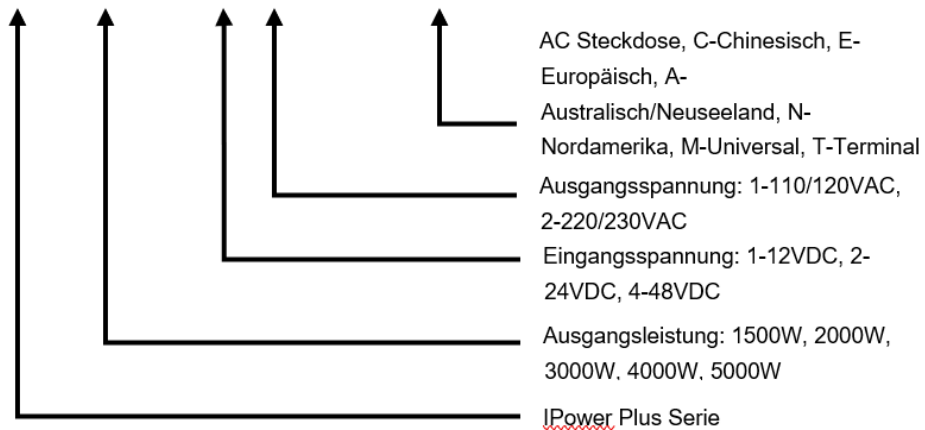 AC Steckdose, C-Chinesisch, E-
Europäisch, A-
Australisch/Neuseeland, N-
Nordamerika, M-Universal, T-Terminal
Ausgangsspannung: 1-110/120VAC,
2-220/230VAC
Eingangsspannung: 1-12VDC, 2-
24VDC, 4-48VDC
Ausgangsleistung: 1500W, 2000W,
3000W, 4000W, 5000W
IPower Plus Serie